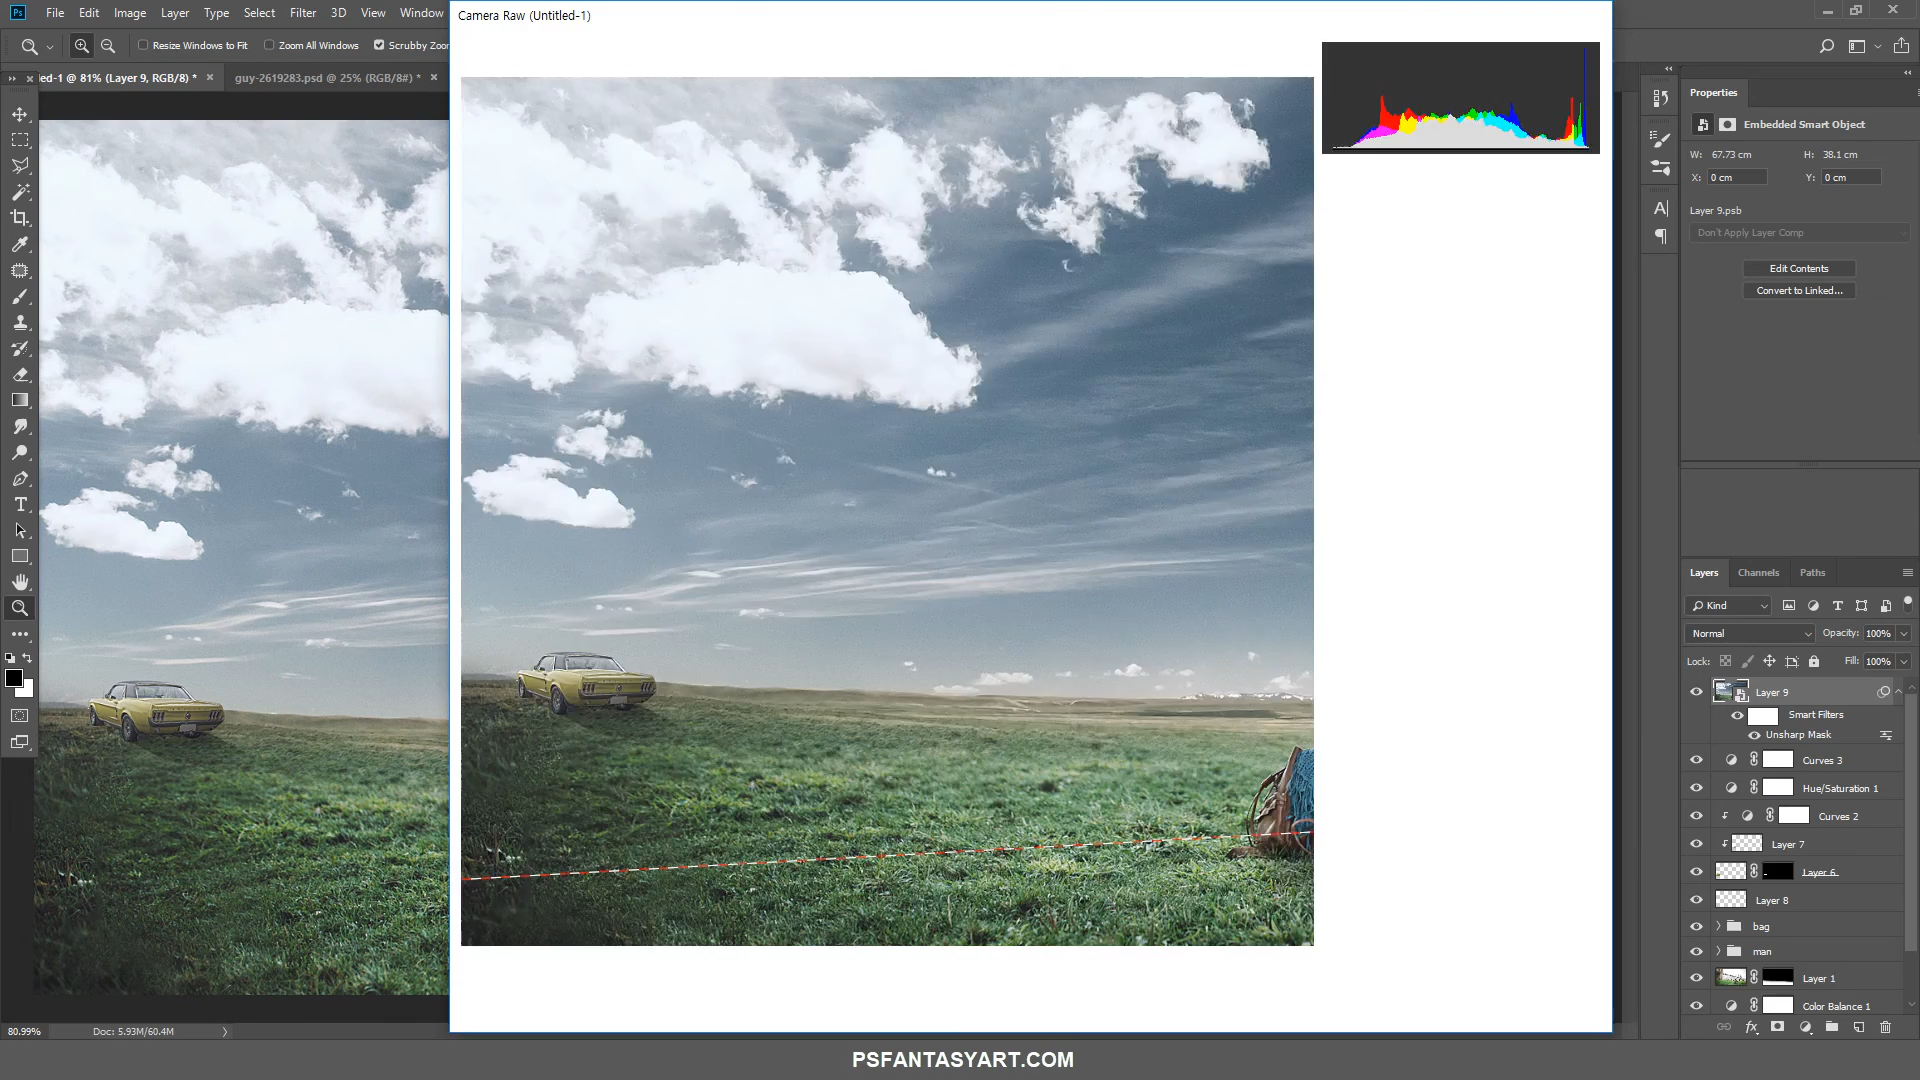 Ps File Edit Image Layer Type Select Filter 3D View Window
Camera Raw (Untitled-1)
Resize Windows to Fit Zoom All Windows Scrubby Zoo
ed-1 @ 81% (Layer 9, RGB/8) * guy-2619283.psd @ 25% (RGB/8#) *
Properties
Embedded Smart Object
W: 67.73 cm H: 38.1 cm
X: 0 cm Y: 0 cm
Layer 9.psb
Don't Apply Layer Comp
Edit Contents
Convert to Linked...
Layers Channels Paths
Kind
Normal Opacity: 100%
Lock: Fill: 100%
Layer 9
Smart Filters
Unsharp Mask
Curves 3
Hue/Saturation 1
Curves 2
Layer 7
Layer 6
Layer 8
bag
man
Layer 1
Color Balance 1
80.99% Doc: 5.93M/60.4M
PSFANTASYART.COM